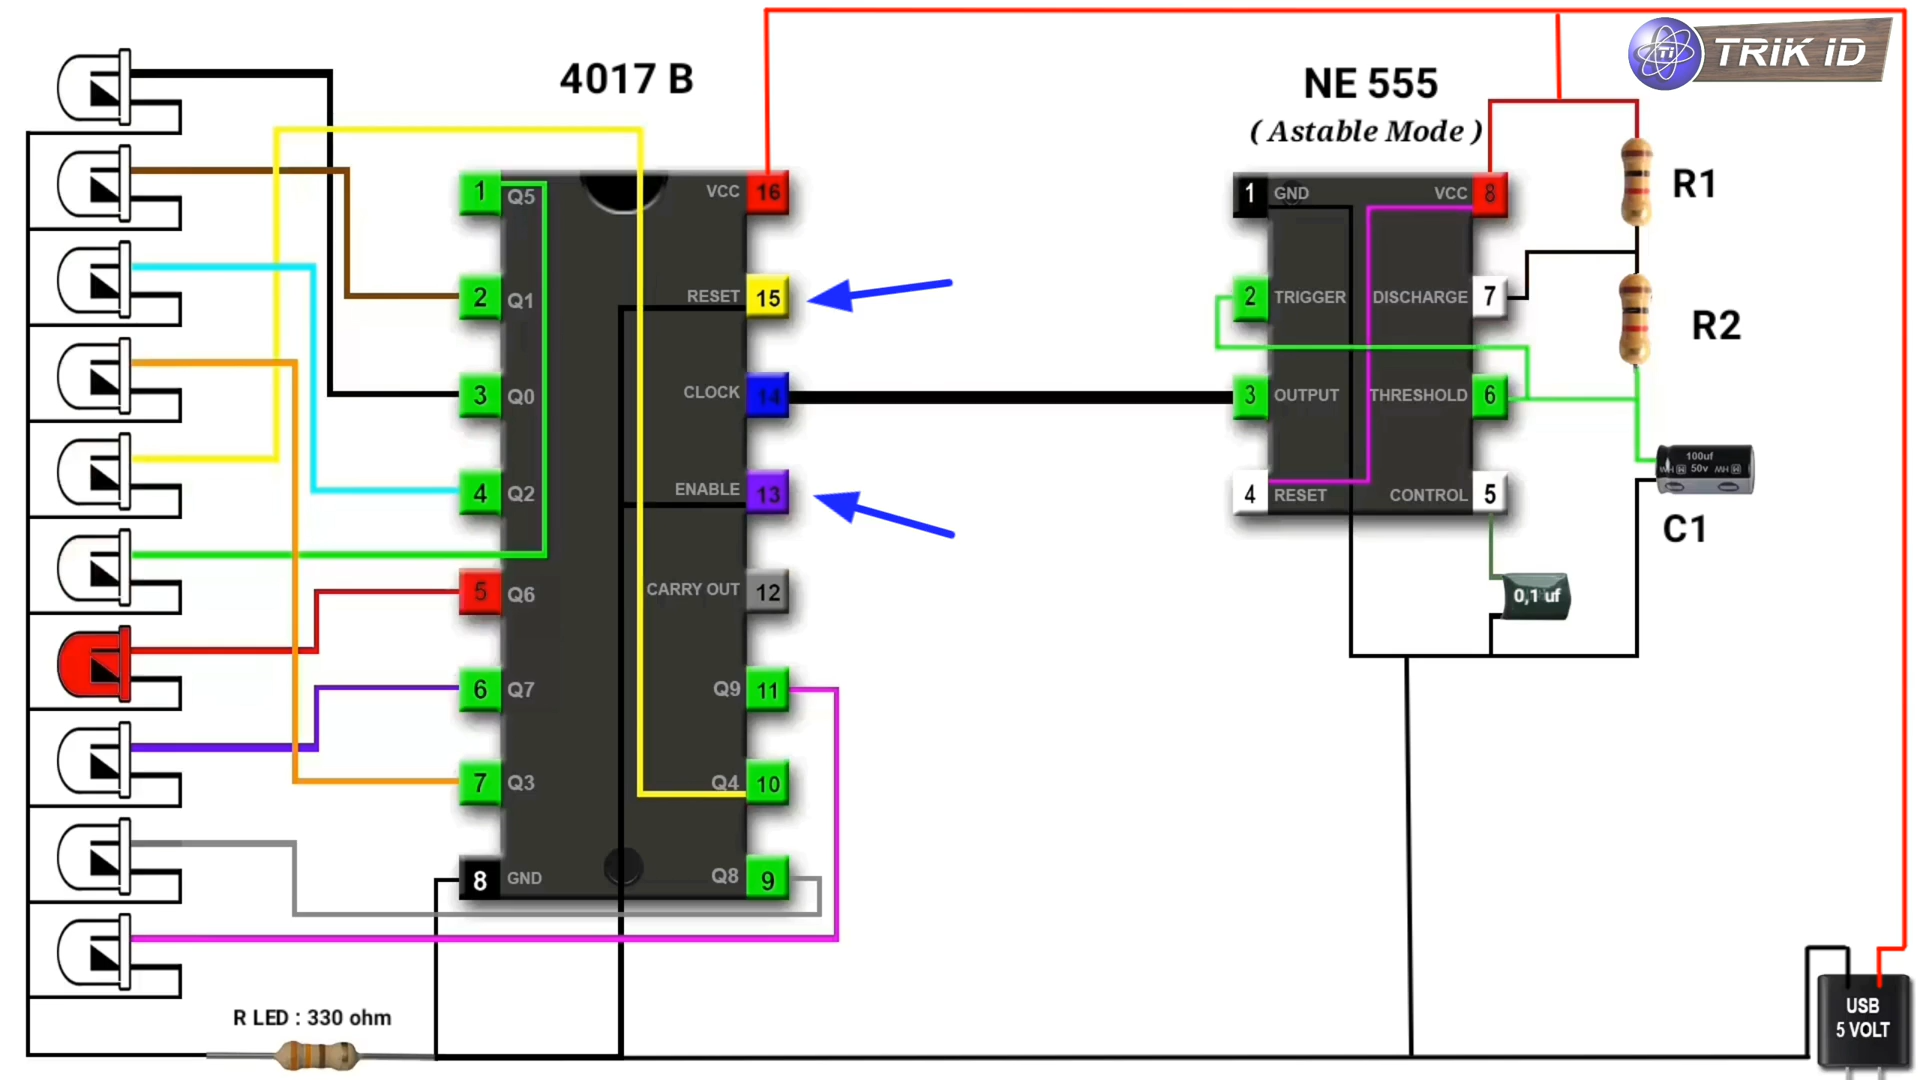 TRIK iD
Ti
4017 B
NE 555
( Astable Mode )
1 Q5
VCC 16
2 Q1
RESET 15
3 Q0
CLOCK 14
4 Q2
ENABLE 13
5 Q6
CARRY OUT 12
6 Q7
Q9 11
7 Q3
Q4 10
8 GND
Q8 9
1 GND
VCC 8
2 TRIGGER
DISCHARGE 7
3 OUTPUT
THRESHOLD 6
4 RESET
CONTROL 5
R1
R2
100uf
50v
C1
0,1 uf
R LED : 330 ohm
USB
5 VOLT